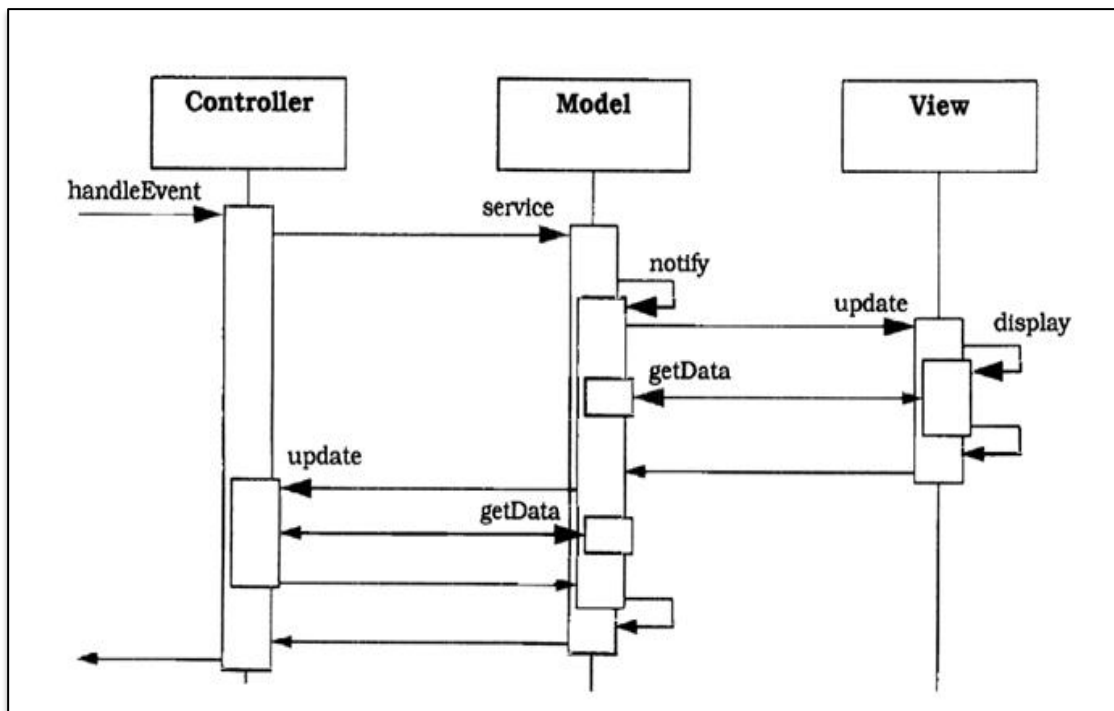 Controller
Model
View
handleEvent
service
notify
update
display
getData
update
getData